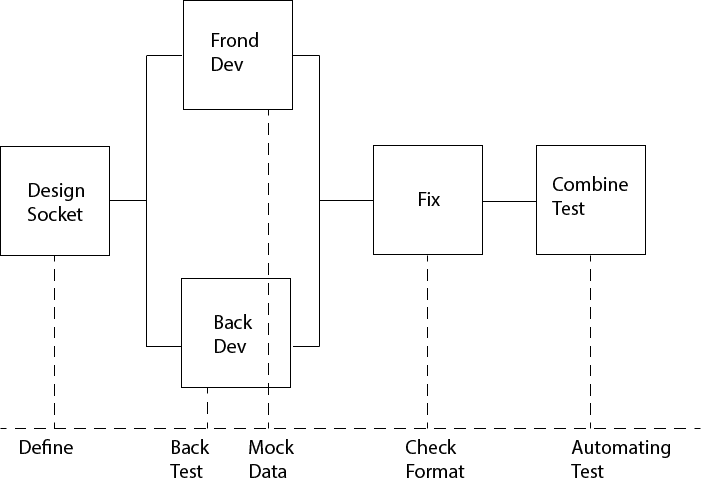 Frond
Dev
Design
Socket
Fix
Combine
Test
Back
Dev
Define
Back
Test
Mock
Data
Check
Format
Automating
Test